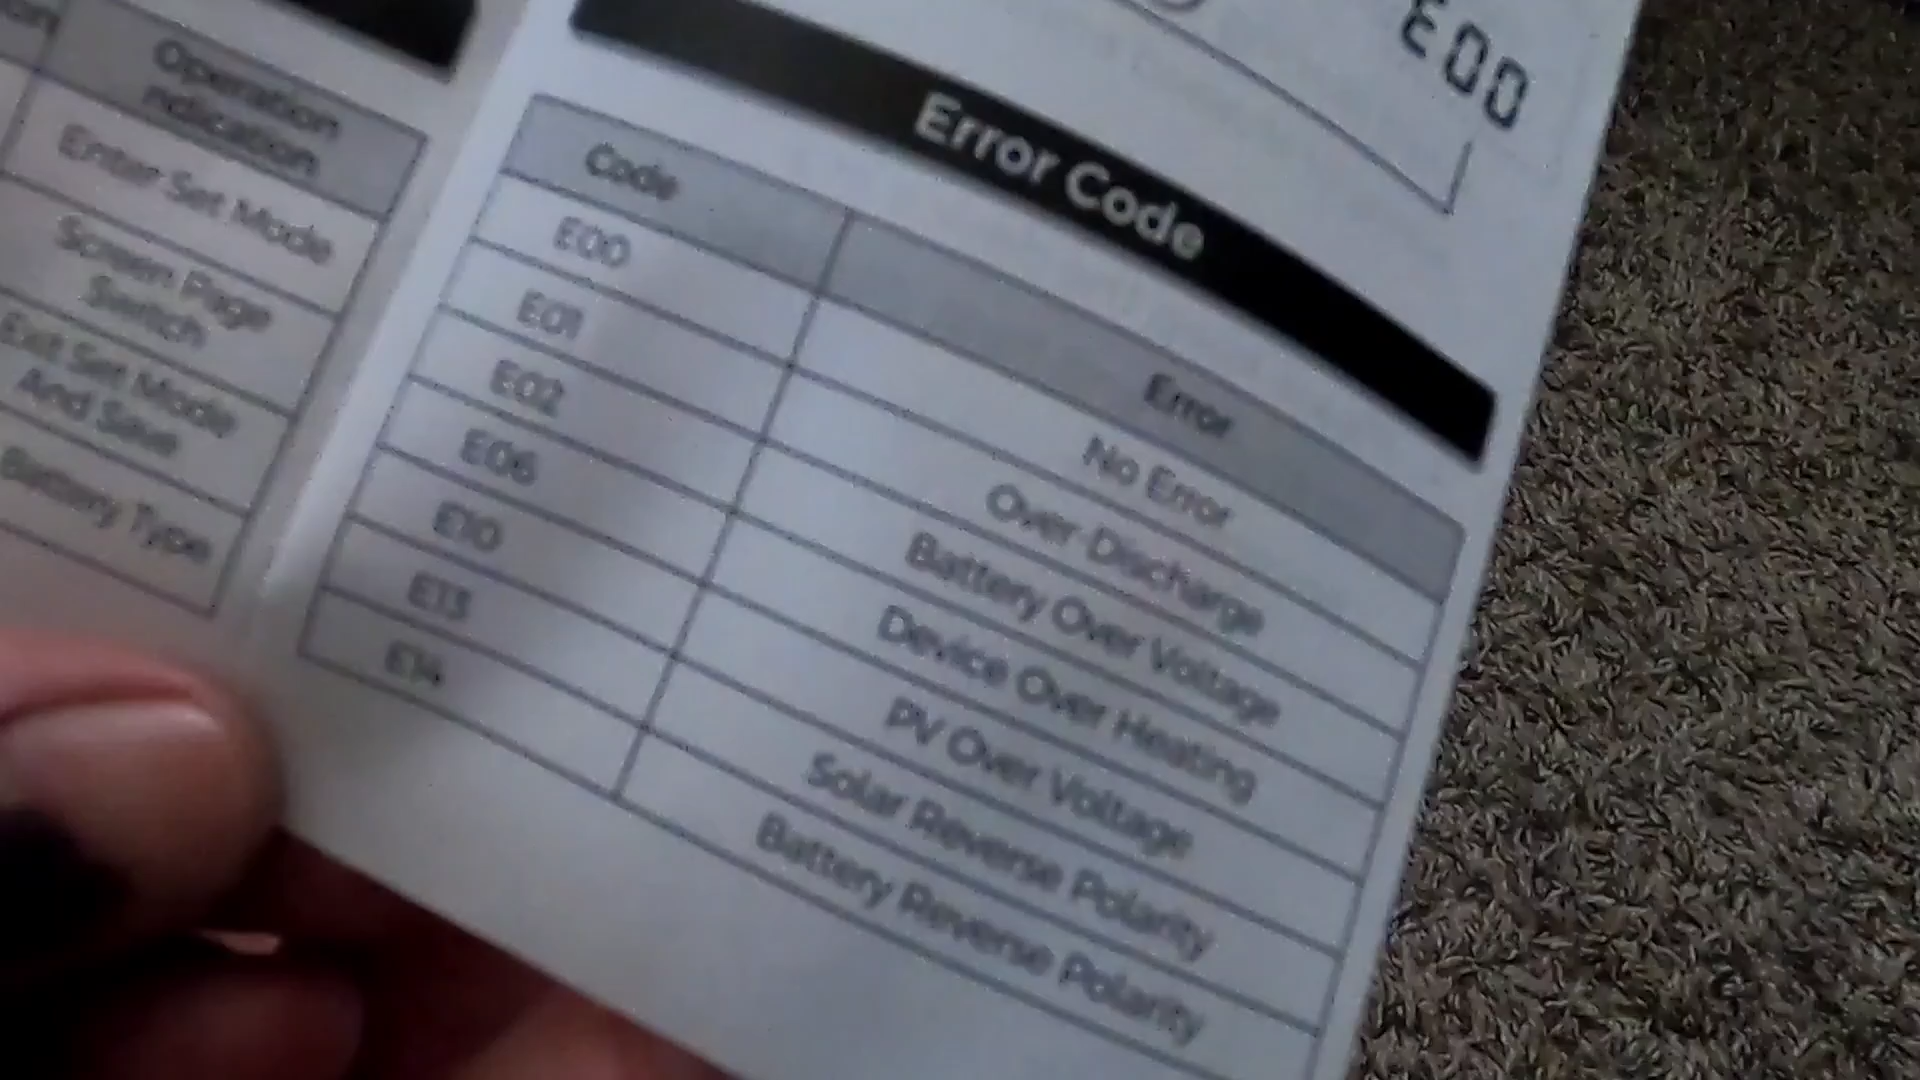 Operation
ndication
Enter Set Mode
Screen Page
Switch
Exit Set Mode
And Save
Battery Type
E00
Error Code
Code Error
E00 No Error
E01 Over Discharge
E02 Battery Over Voltage
E06 Device Over Heating
E10 PV Over Voltage
E13 Solar Reverse Polarity
E14 Battery Reverse Polarity